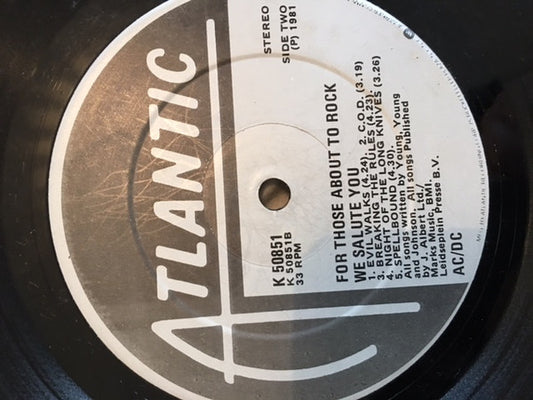 ATLANTIC
STEREO
SIDE TWO
(P) 1981
K 50851
K 50851B
33 RPM
FOR THOSE ABOUT TO ROCK
WE SALUTE YOU
1. EVIL WALKS (4.24) 2. C.O.D. (3.19)
3. BREAKING THE RULES (4.23)
4. NIGHT OF THE LONG KNIVES (3.26)
5. SPELLBOUND (4.30)
All songs written by Young, Young
and Johnson. All songs Published
by J. Albert Ltd./
Marks Music, BMI.
Leidseplein Presse B.V.
AC/DC